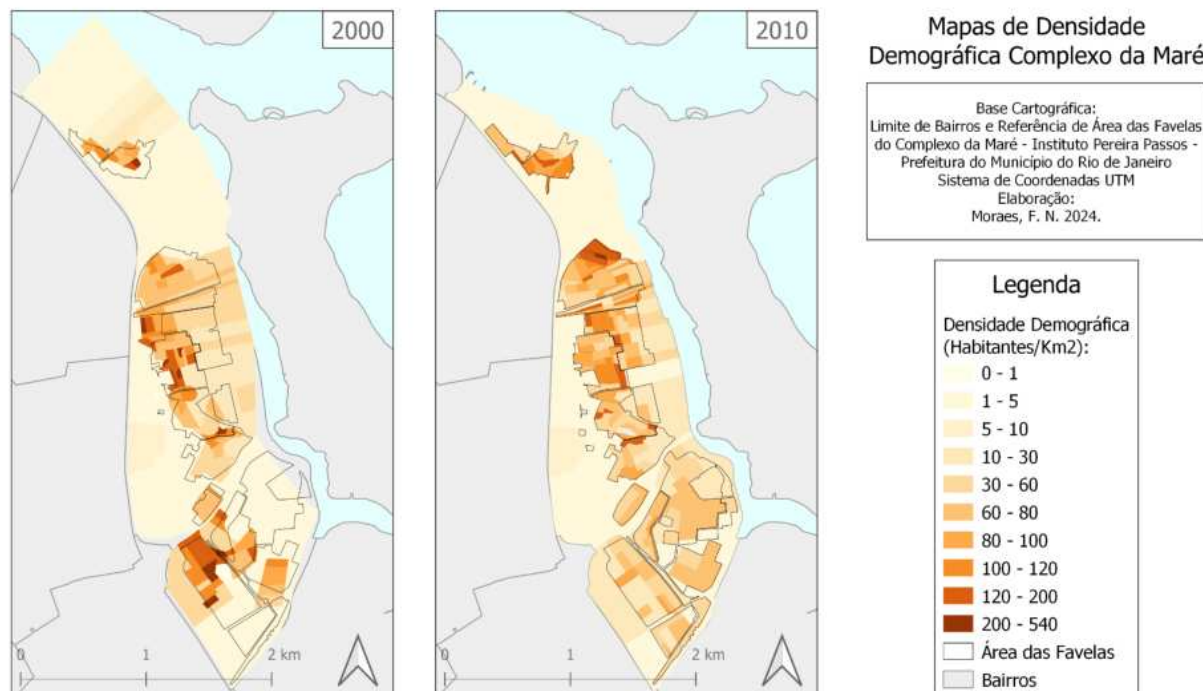 2000
2010
0 1 2 km
0 1 2 km
Mapas de Densidade
Demográfica Complexo da Maré
Base Cartográfica:
Limite de Bairros e Referência de Área das Favelas
do Complexo da Maré - Instituto Pereira Passos -
Prefeitura do Município do Rio de Janeiro
Sistema de Coordenadas UTM
Elaboração:
Moraes, F. N. 2024.
Legenda
Densidade Demográfica
(Habitantes/Km2):
0 - 1
1 - 5
5 - 10
10 - 30
30 - 60
60 - 80
80 - 100
100 - 120
120 - 200
200 - 540
Área das Favelas
Bairros